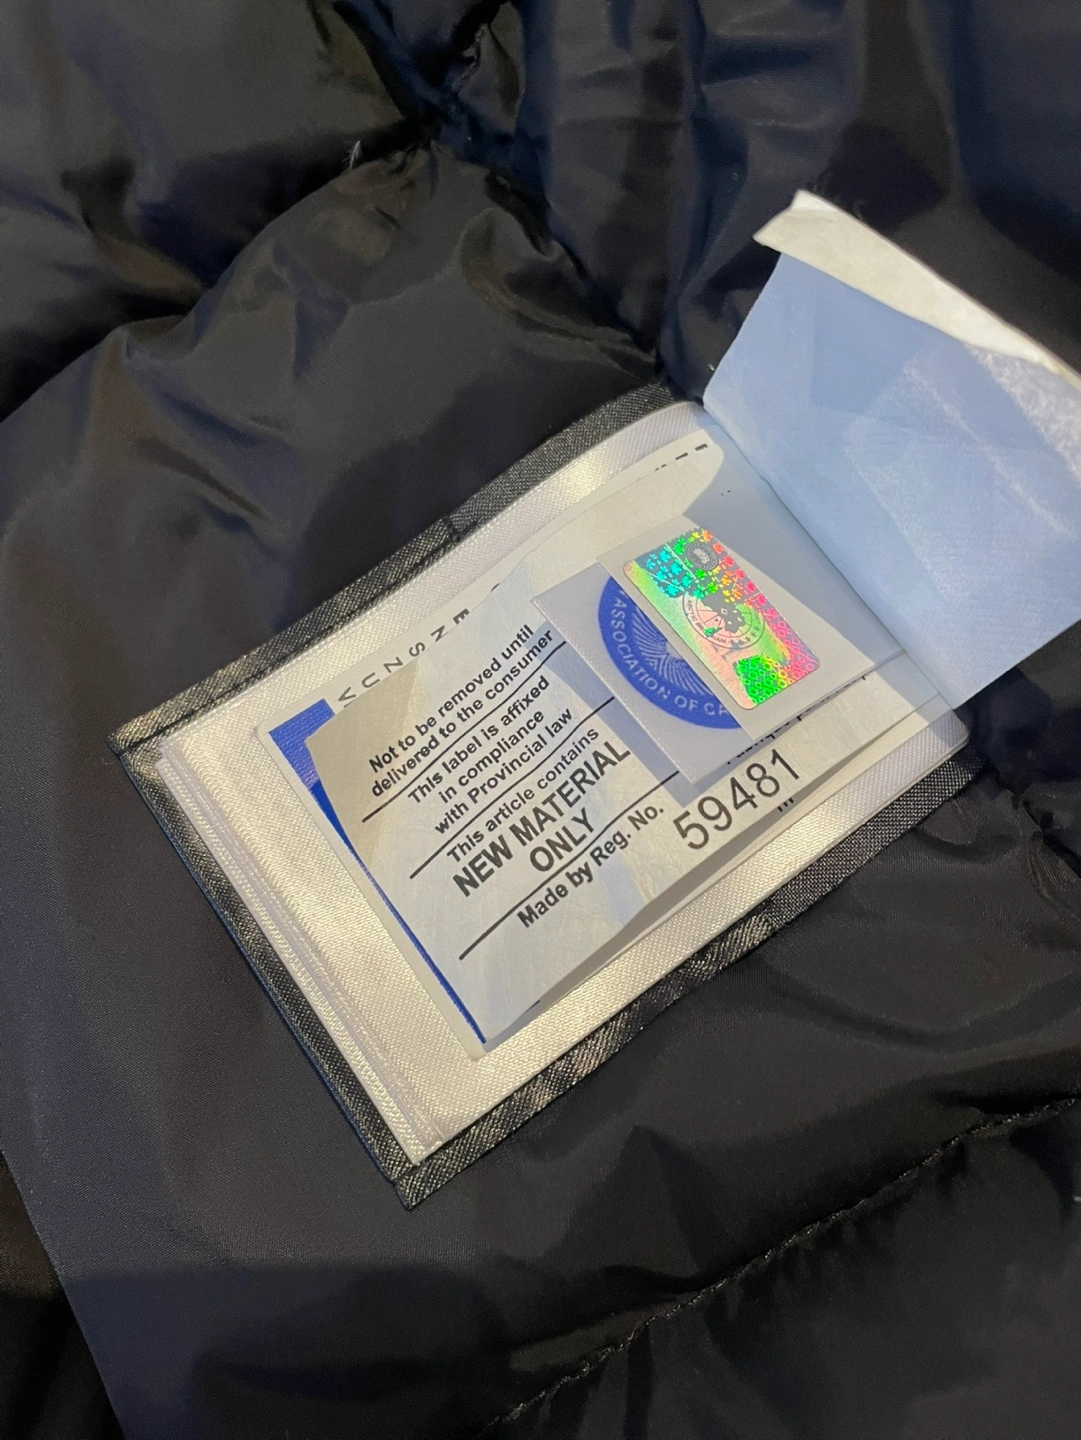 Not to be removed until
delivered to the consumer
This label is affixed
in compliance
with Provincial law
This article contains
NEW MATERIAL
ONLY
Made by Reg. No.
59481
ASSOCIATION OF